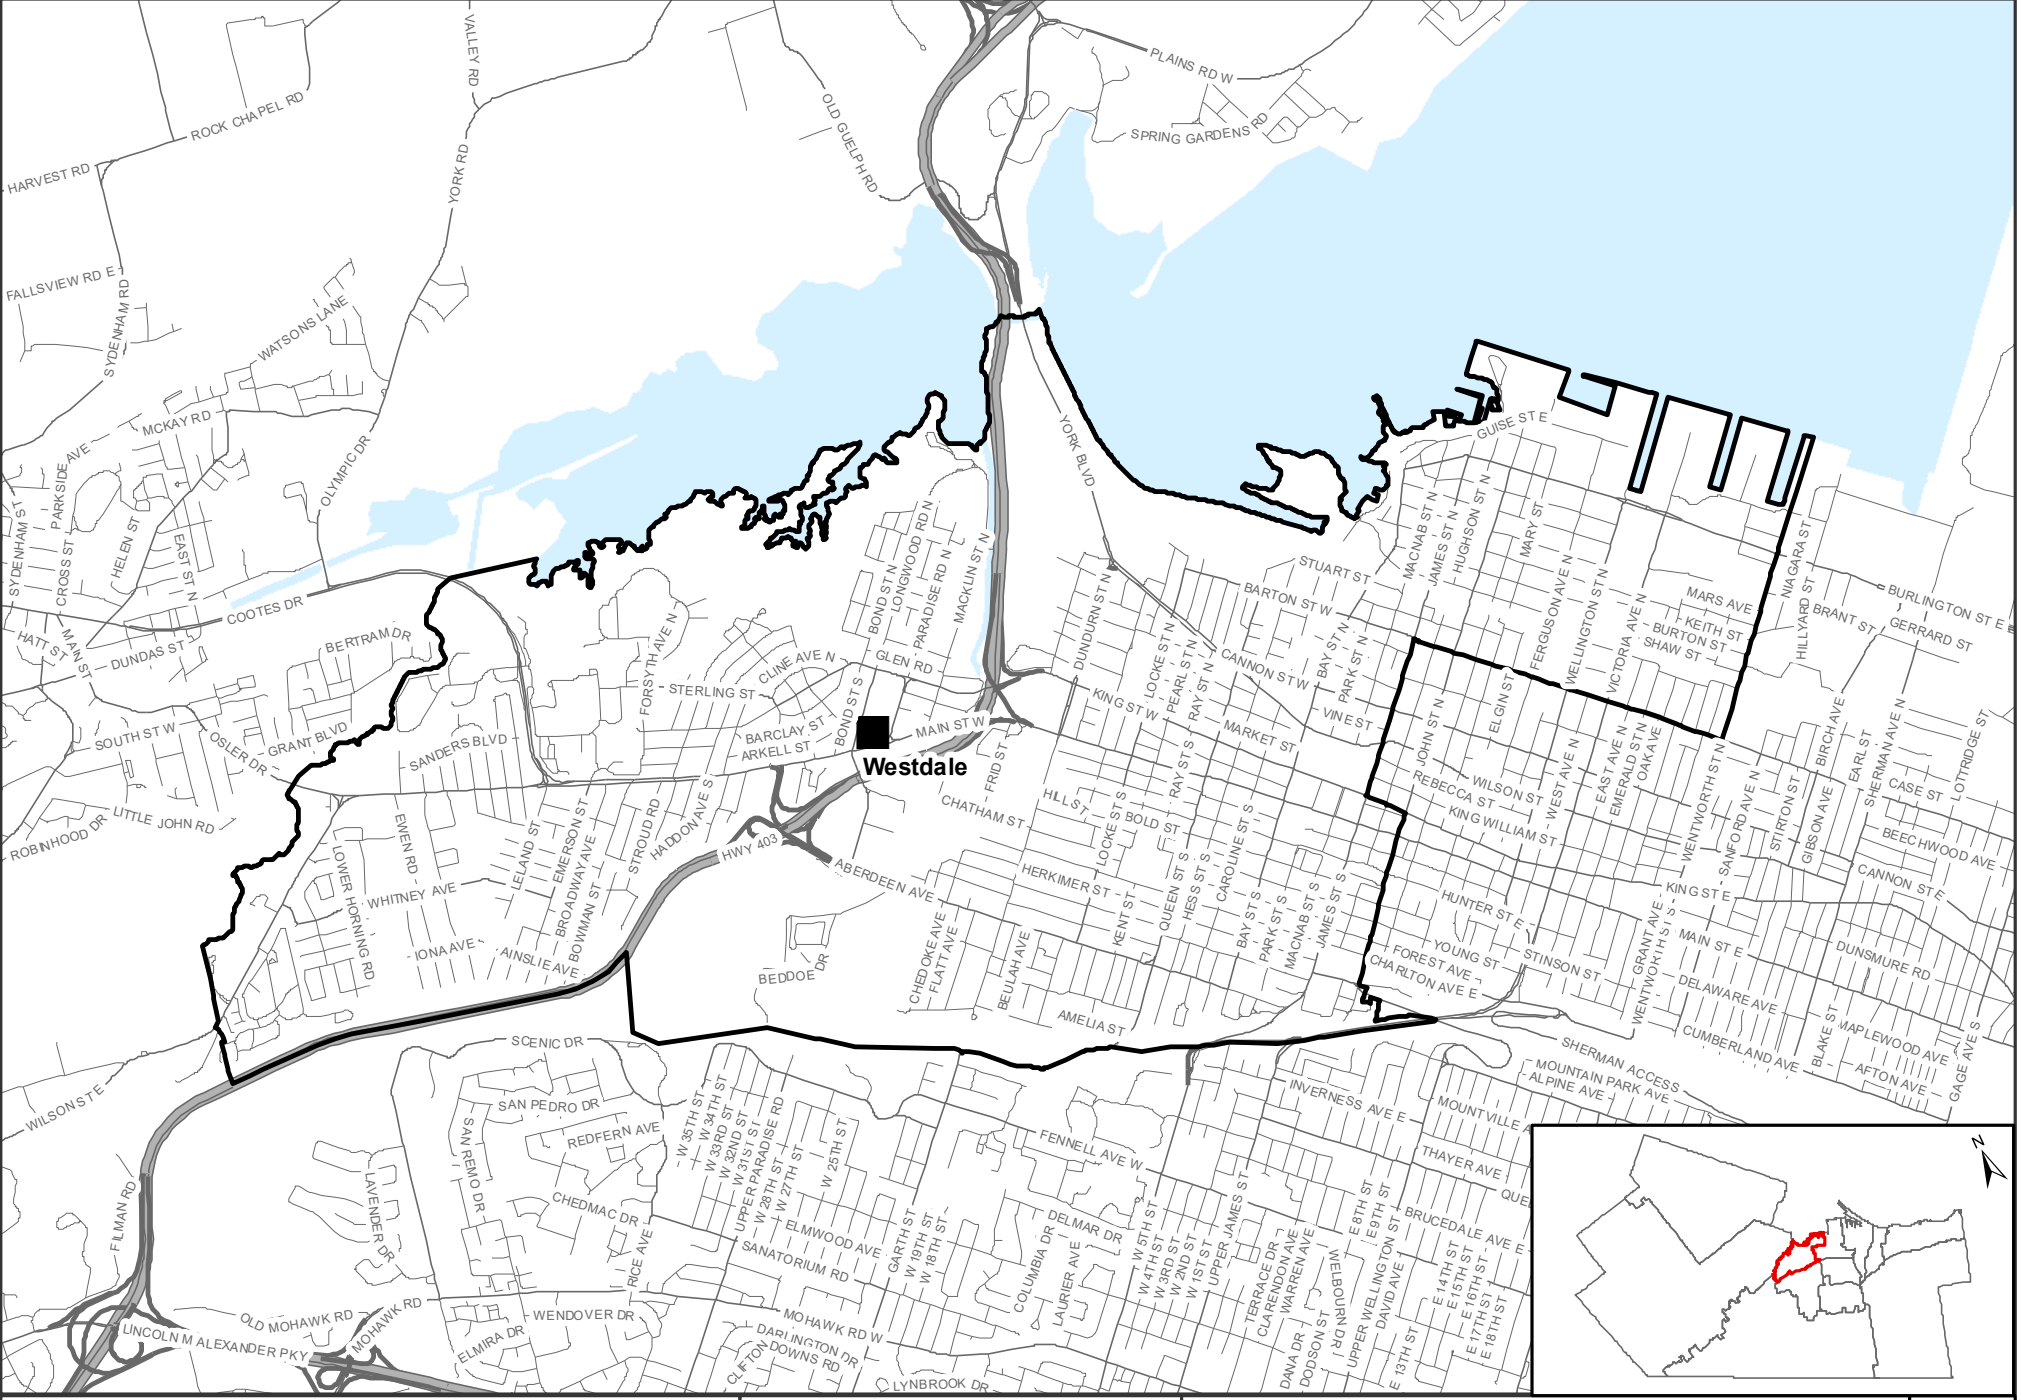 VALLEY RD
PLAINS RD W
ROCK CHAPEL RD
OLD GUELPH RD
SPRING GARDENS RD
HARVEST RD
YORK RD
FALLSVIEW RD E
SYDENHAM RD
WATSONS LANE
MCKAY RD
OLYMPIC DR
YORK BLVD
GUISE ST E
PARKSIDE AVE
SYDENHAM ST
CROSS ST
HELEN ST
EAST ST N
COOTES DR
HATT ST
MAIN ST
DUNDAS ST
BERTRAM DR
SOUTH ST W
OSLER DR
GRANT BLVD
SANDERS BLVD
FORSYTH AVE N
STERLING ST
CLINE AVE N
BOND ST N
LONGWOOD RD N
PARADISE RD N
MACKLIN ST N
GLEN RD
BOND ST S
BARCLAY ST
ARKELL ST
MAIN ST W
Westdale
DUNDURN ST N
STUART ST
BARTON ST W
LOCKE ST N
PEARL ST N
RAY ST N
CANNON ST W
BAY ST N
PARK ST N
VINE ST
KING ST W
MARKET ST
MACNAB ST N
JAMES ST N
HUGHSON ST N
MARY ST
FERGUSON AVE N
WELLINGTON ST N
VICTORIA AVE N
MARS AVE
KEITH ST
BURTON ST
SHAW ST
NIAGARA ST
HILLYARD ST
BRANT ST
BURLINGTON ST E
GERRARD ST
JOHN ST N
ELGIN ST
WILSON ST
REBECCA ST
KING WILLIAM ST
WEST AVE N
EAST AVE N
EMERALD ST N
OAK AVE
WENTWORTH ST N
SANFORD AVE N
STIRTON ST
GIBSON AVE
BIRCH AVE
EARL ST
SHERMAN AVE N
CASE ST
LOTTRIDGE ST
BEECHWOOD AVE
CANNON ST E
KING ST E
MAIN ST E
DUNSMURE RD
ROBINHOOD DR
LITTLE JOHN RD
EWEN RD
LOWER HORNING RD
WHITNEY AVE
IONA AVE
AINSLIE AVE
LELAND ST
EMERSON ST
BROADWAY AVE
BOWMAN ST
STROUD RD
HADDON AVE S
HWY 403
ABERDEEN AVE
FRID ST
CHATHAM ST
HILL ST
LOCKE ST S
BOLD ST
RAY ST S
HERKIMER ST
KENT ST
QUEEN ST S
HESS ST S
CAROLINE ST S
BAY ST S
PARK ST S
MACNAB ST S
JAMES ST S
HUNTER ST E
YOUNG ST
FOREST AVE
CHARLTON AVE E
STINSON ST
GRANT AVE
WENTWORTH ST S
DELAWARE AVE
CUMBERLAND AVE
BLAKE ST
MAPLEWOOD AVE
AFTON AVE
GAGE AVE S
BEDDOE DR
CHEDOKE AVE
FLATT AVE
BEULAH AVE
AMELIA ST
SHERMAN ACCESS
MOUNTAIN PARK AVE
ALPINE AVE
WILSON ST E
SCENIC DR
SAN PEDRO DR
REDFERN AVE
SAN REMO DR
CHEDMAC DR
LAVENDER DR
FILMAN RD
RICE AVE
W 35TH ST
W 34TH ST
W 33RD ST
W 32ND ST
W 31ST ST
UPPER PARADISE RD
W 28TH ST
W 27TH ST
W 25TH ST
ELMWOOD AVE
SANATORIUM RD
GARTH ST
W 19TH ST
W 18TH ST
FENNELL AVE W
DELMAR DR
COLUMBIA DR
LAURIER AVE
W 5TH ST
W 4TH ST
W 3RD ST
W 2ND ST
W 1ST ST
UPPER JAMES ST
INVERNESS AVE E
MOUNTVILLE A
THAYER AVE
QUE
BRUCEDALE AVE E
TERRACE DR
CLARENDON AVE
WARREN AVE
WELBOURN DR
DANA DR
DODSON ST
UPPER WELLINGTON ST
DAVID AVE
E 8TH ST
E 9TH ST
E 13TH ST
E 14TH ST
E 15TH ST
E 16TH ST
E 17TH ST
E 18TH ST
OLD MOHAWK RD
MOHAWK RD
LINCOLN M ALEXANDER PKY
ELMIRA DR
WENDOVER DR
MOHAWK RD W
DARLINGTON DR
DOWNS RD
CLIFTON
LYNBROOK DR
N